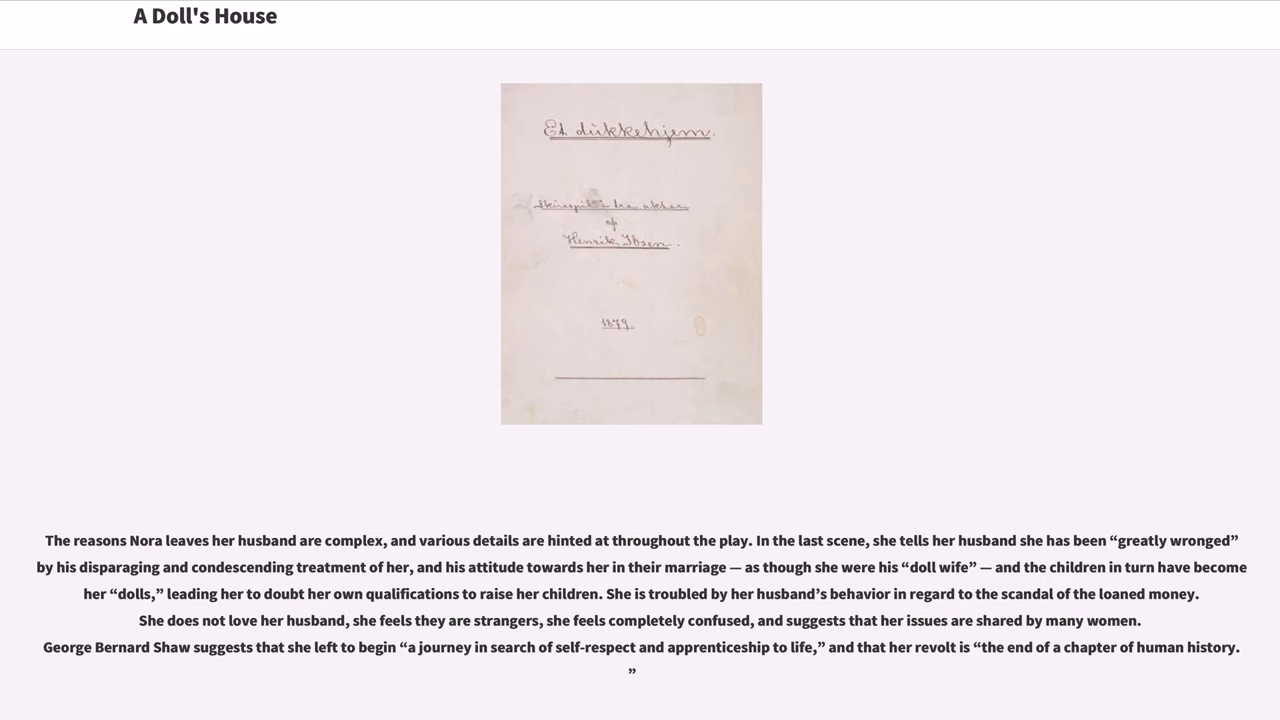 A Doll's House
Et dukkehjem.
Skuespil i tre akter
af
Henrik Ibsen.
1879.
The reasons Nora leaves her husband are complex, and various details are hinted at throughout the play. In the last scene, she tells her husband she has been “greatly wronged”
by his disparaging and condescending treatment of her, and his attitude towards her in their marriage — as though she were his “doll wife” — and the children in turn have become
her “dolls,” leading her to doubt her own qualifications to raise her children. She is troubled by her husband’s behavior in regard to the scandal of the loaned money.
She does not love her husband, she feels they are strangers, she feels completely confused, and suggests that her issues are shared by many women.
George Bernard Shaw suggests that she left to begin “a journey in search of self-respect and apprenticeship to life,” and that her revolt is “the end of a chapter of human history.
”